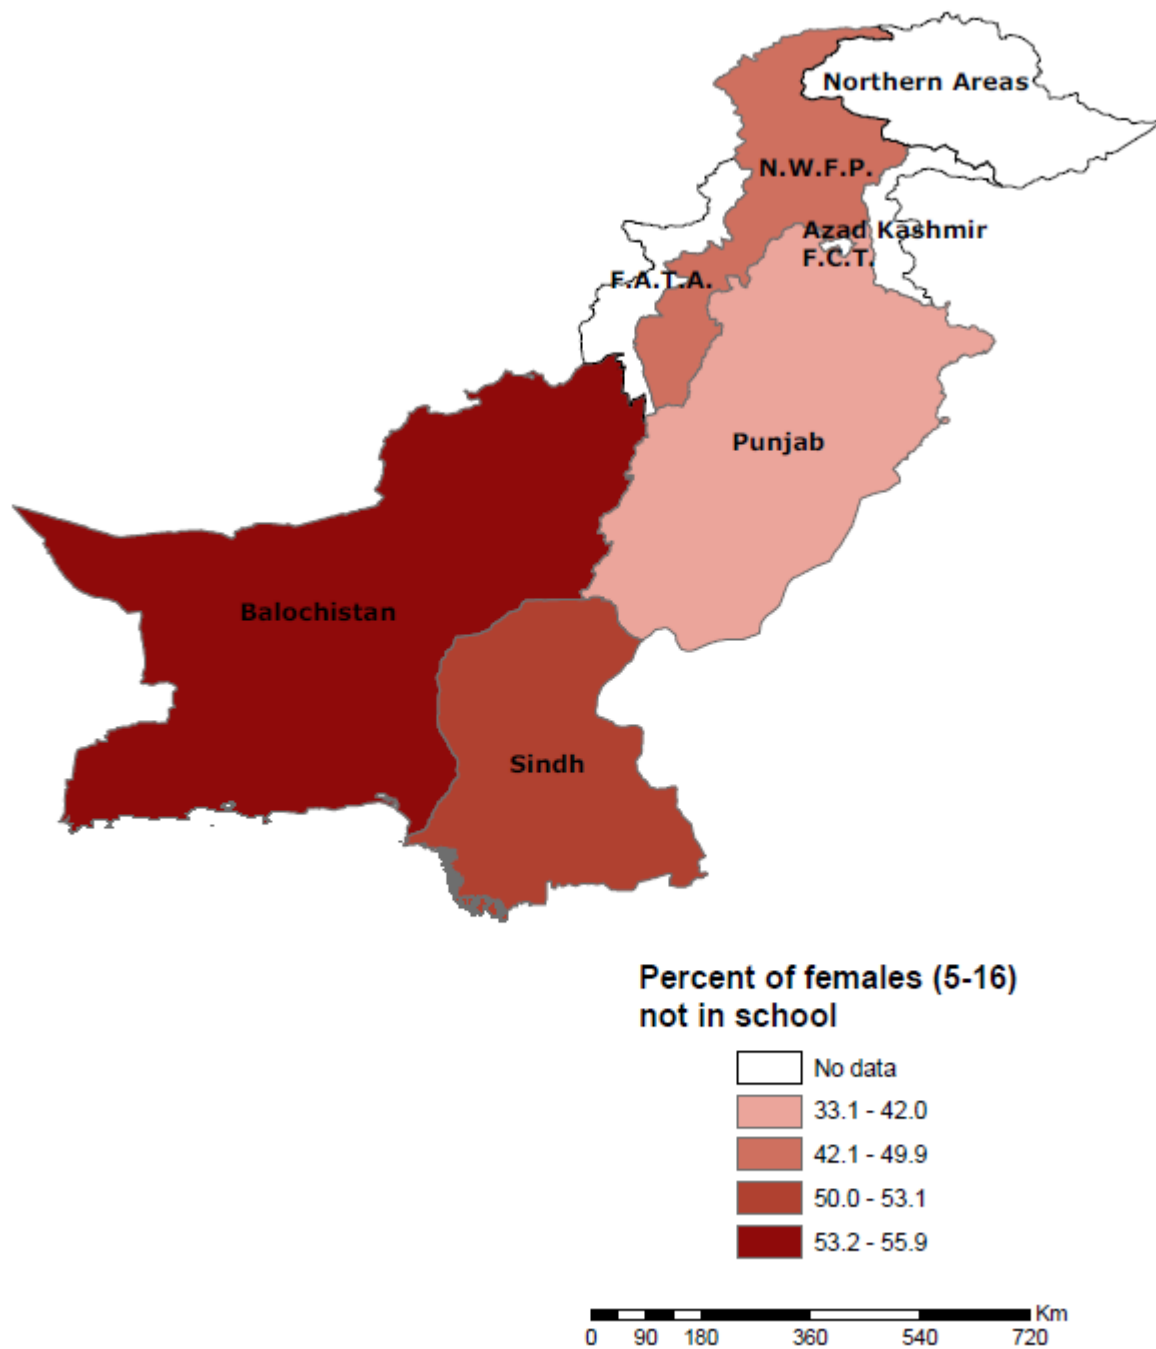 Northern Areas
N.W.F.P.
Azad Kashmir
F.C.T.
F.A.T.A.
Punjab
Balochistan
Sindh
Percent of females (5-16)
not in school
No data
33.1 - 42.0
42.1 - 49.9
50.0 - 53.1
53.2 - 55.9
Km
0 90 180 360 540 720